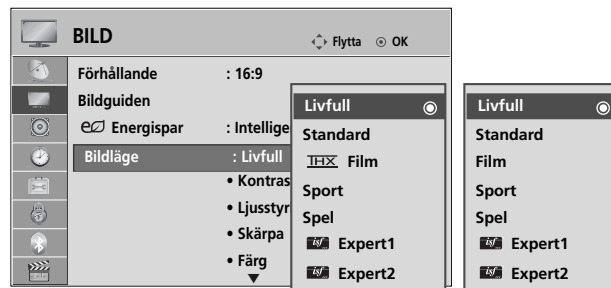 BILD
Flytta OK
Förhållande : 16:9
Bildguiden
Energispar : Intellige
Bildläge : Livfull
• Kontras
• Ljusstyr
• Skärpa
• Färg
Livfull
Standard
THX Film
Sport
Spel
isf Expert1
isf Expert2
Livfull
Standard
Film
Sport
Spel
isf Expert1
isf Expert2